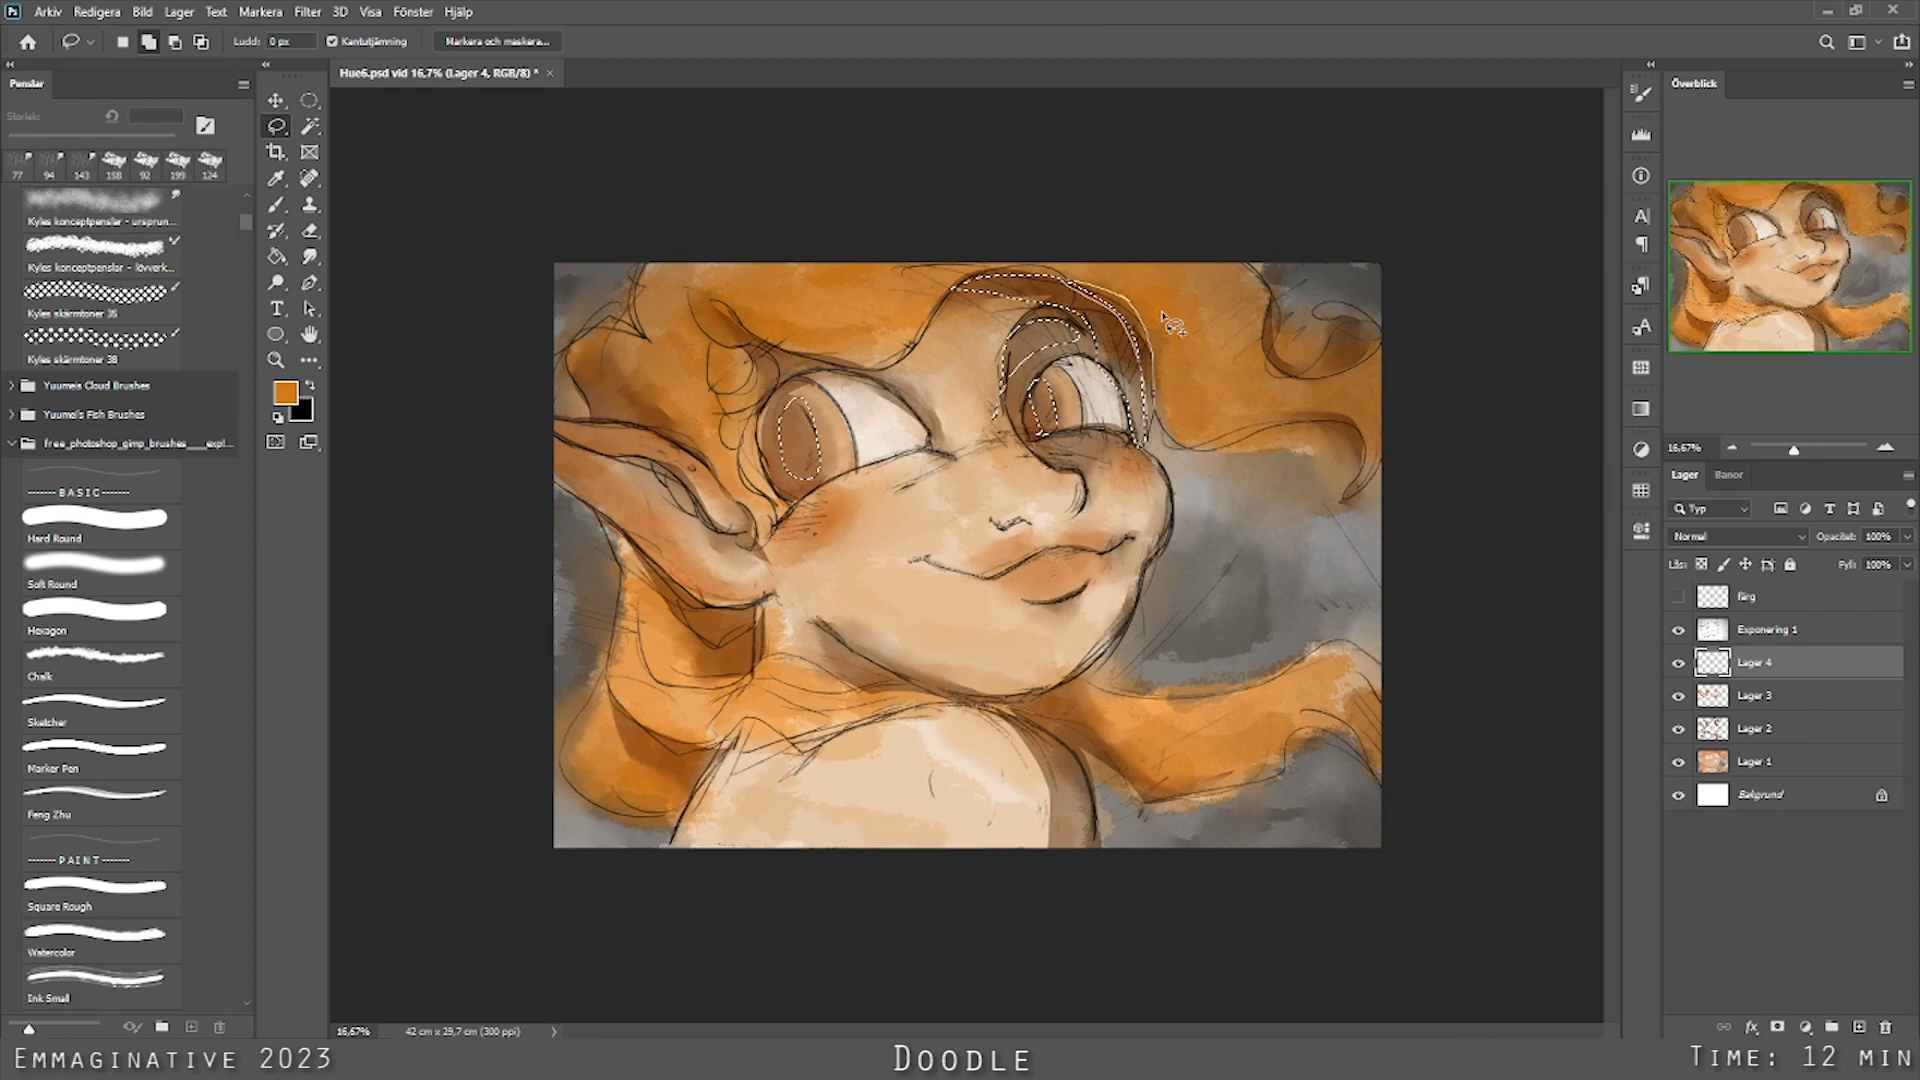 Ps Arkiv Redigera Bild Lager Text Markera Filter 3D Visa Fönster Hjälp
Ludd: 0 px Kantutjämning Markera och maskera...
Penslar
Hue6.psd vid 16,7% (Lager 4, RGB/8) *
Överblick
Storlek:
77 94 143 158 92 199 124
Kyles konceptpenslar - ursprun...
Kyles konceptpenslar - lövverk...
Kyles skärmtoner 35
Kyles skärmtoner 38
Yuumei's Cloud Brushes
Yuumei's Fish Brushes
free_photoshop_gimp_brushes____expl...
-------BASIC-------
Hard Round
Soft Round
Hexagon
Chalk
Sketcher
Marker Pen
Feng Zhu
-------PAINT-------
Square Rough
Watercolor
Ink Small
16,67%
Lager Banor
Typ
Normal Opacitet: 100%
Lås: Fyll: 100%
färg
Exponering 1
Lager 4
Lager 3
Lager 2
Lager 1
Bakgrund
16,67% 42 cm x 29,7 cm (300 ppi)
Emmaginative 2023
Doodle
Time: 12 min